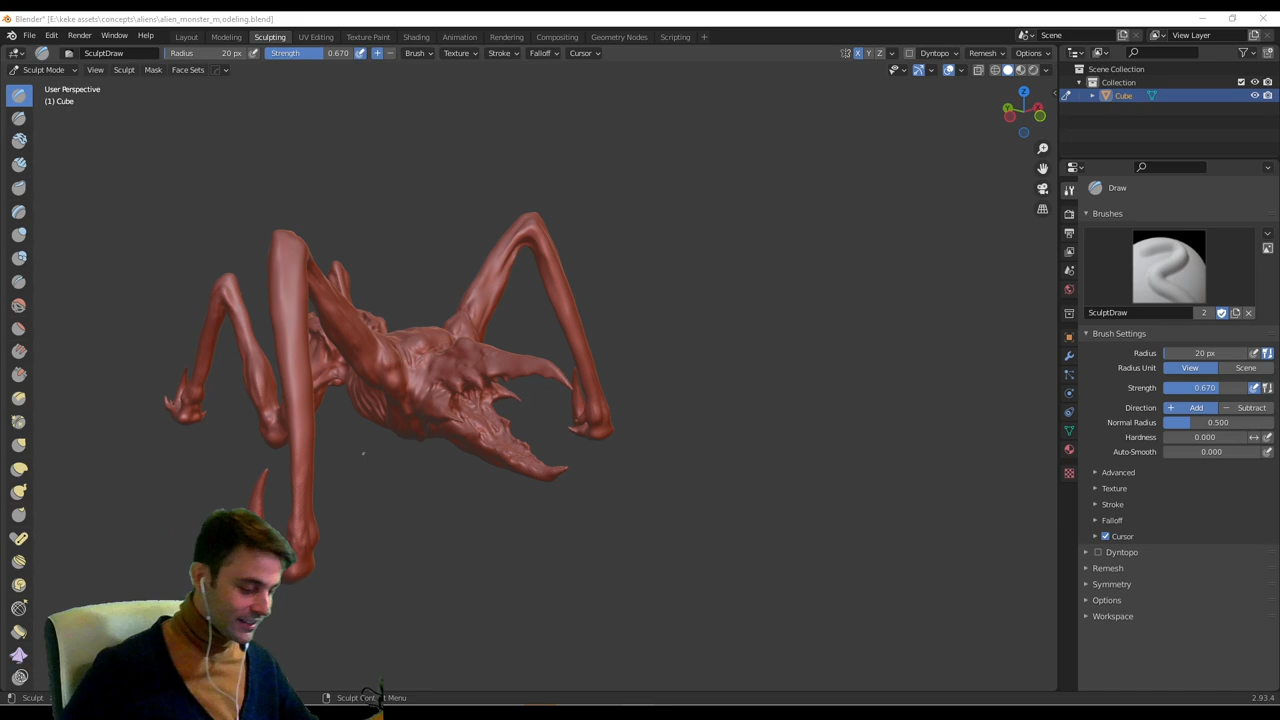 Blender* [E:\keke assets\concepts\aliens\alien_monster_m,odeling.blend]
File Edit Render Window Help Layout Modeling Sculpting UV Editing Texture Paint Shading Animation Rendering Compositing Geometry Nodes Scripting + Scene View Layer
SculptDraw Radius 20 px Strength 0.670 + − Brush Texture Stroke Falloff Cursor X Y Z Dyntopo Remesh Options
Sculpt Mode View Sculpt Mask Face Sets
User Perspective
(1) Cube
Z
Y X
Scene Collection
Collection
Cube
Draw
Brushes
SculptDraw 2
Brush Settings
Radius 20 px
Radius Unit View Scene
Strength 0.670
Direction + Add − Subtract
Normal Radius 0.500
Hardness 0.000
Auto-Smooth 0.000
Advanced
Texture
Stroke
Falloff
Cursor
Dyntopo
Remesh
Symmetry
Options
Workspace
Sculpt Sculpt Context Menu 2.93.4